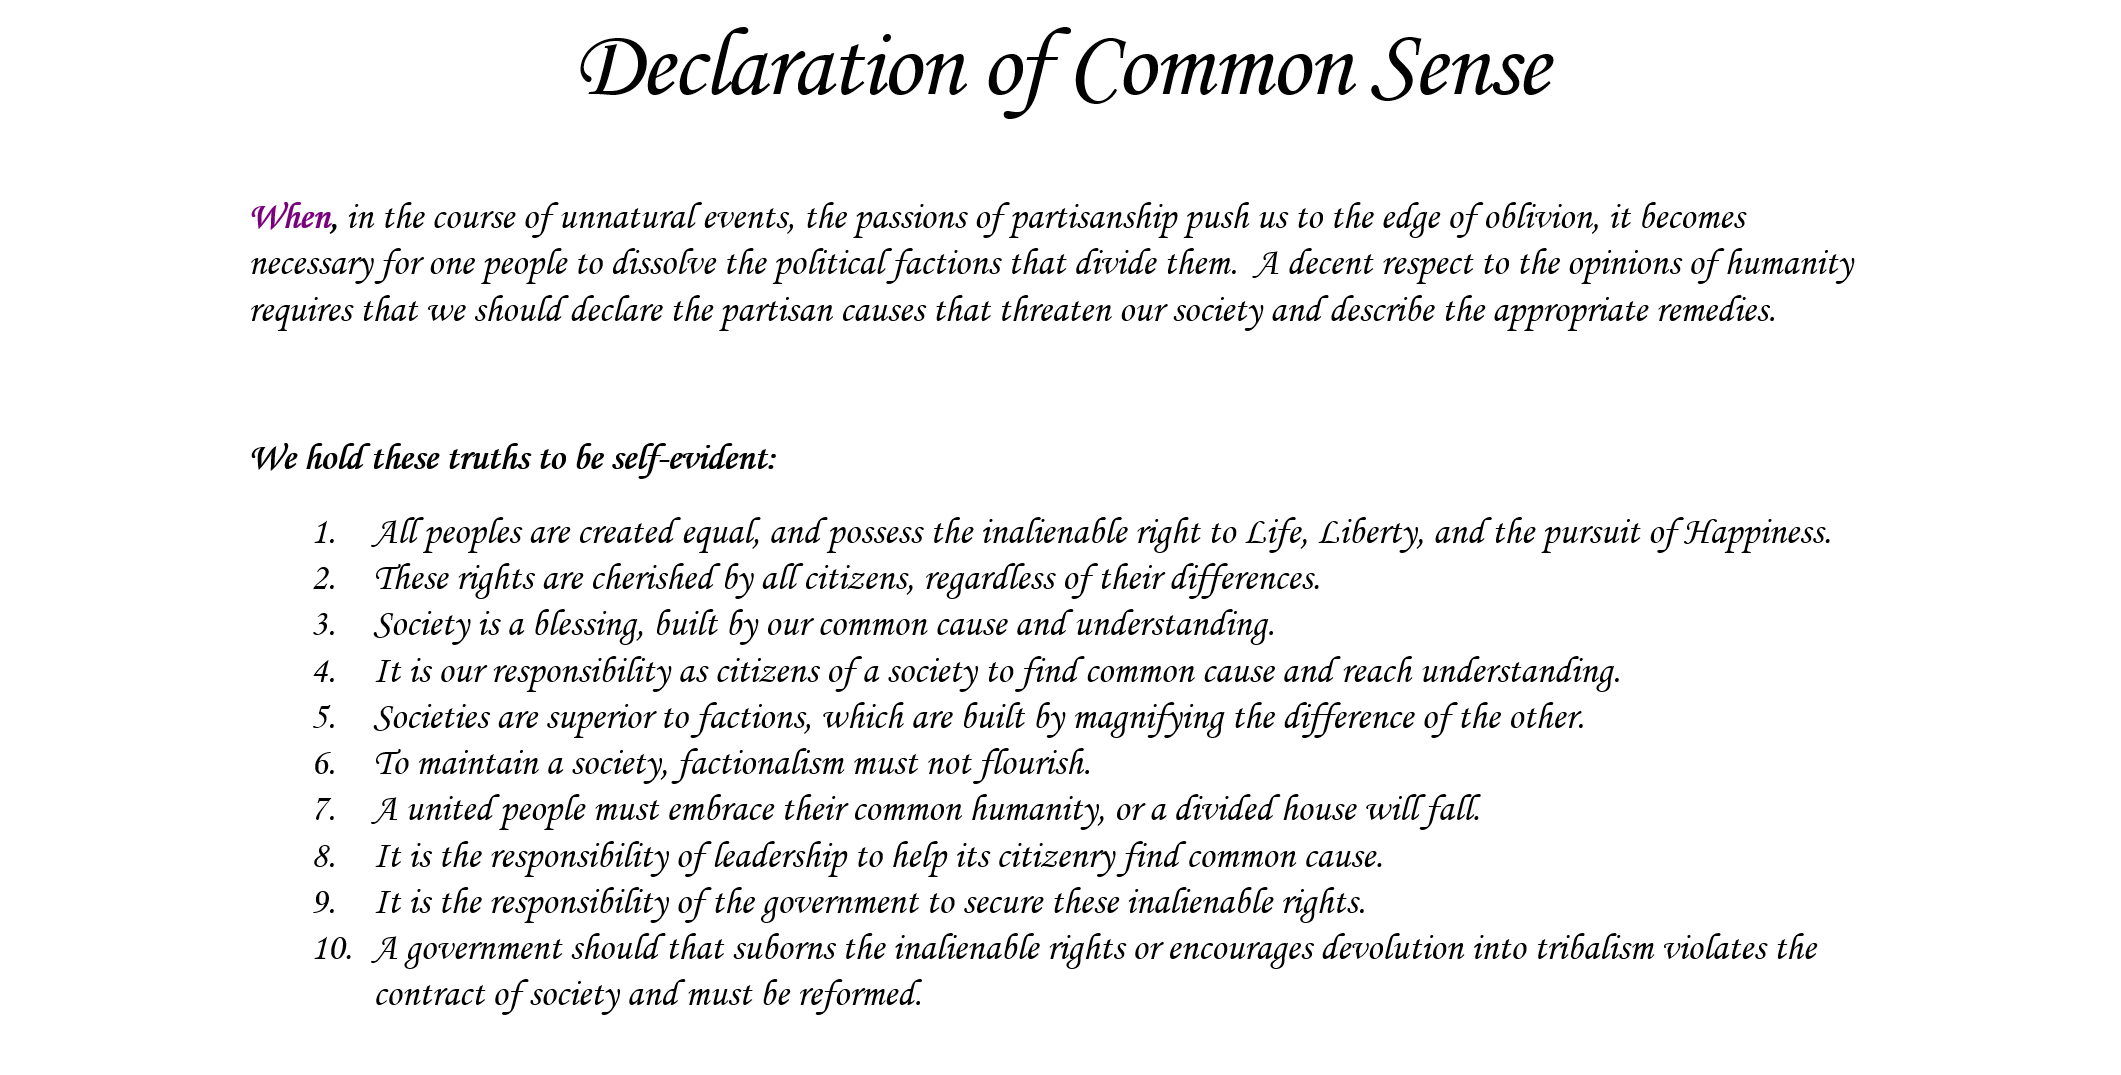 Declaration of Common Sense
When, in the course of unnatural events, the passions of partisanship push us to the edge of oblivion, it becomes
necessary for one people to dissolve the political factions that divide them.  A decent respect to the opinions of humanity
requires that we should declare the partisan causes that threaten our society and describe the appropriate remedies.
We hold these truths to be self-evident:
1. All peoples are created equal, and possess the inalienable right to Life, Liberty, and the pursuit of Happiness.
2. These rights are cherished by all citizens, regardless of their differences.
3. Society is a blessing, built by our common cause and understanding.
4. It is our responsibility as citizens of a society to find common cause and reach understanding.
5. Societies are superior to factions, which are built by magnifying the difference of the other.
6. To maintain a society, factionalism must not flourish.
7. A united people must embrace their common humanity, or a divided house will fall.
8. It is the responsibility of leadership to help its citizenry find common cause.
9. It is the responsibility of the government to secure these inalienable rights.
10. A government should that suborns the inalienable rights or encourages devolution into tribalism violates the
contract of society and must be reformed.